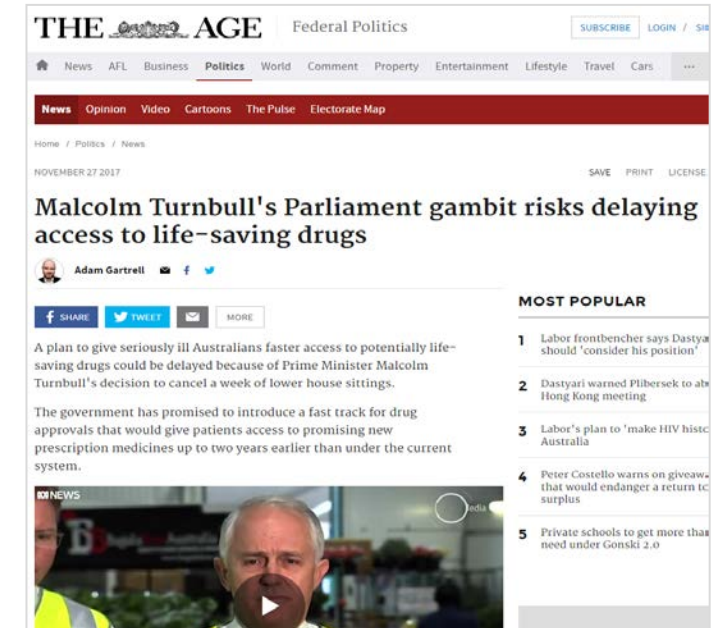 THE AGE
Federal Politics
SUBSCRIBE
LOGIN /
News AFL Business Politics World Comment Property Entertainment Lifestyle Travel Cars ...
News Opinion Video Cartoons The Pulse Electorate Map
Home / Politics / News
NOVEMBER 27 2017
SAVE PRINT LICENSE
Malcolm Turnbull's Parliament gambit risks delaying
access to life-saving drugs
Adam Gartrell
SHARE
TWEET
MORE
A plan to give seriously ill Australians faster access to potentially life-
saving drugs could be delayed because of Prime Minister Malcolm
Turnbull's decision to cancel a week of lower house sittings.
The government has promised to introduce a fast track for drug
approvals that would give patients access to promising new
prescription medicines up to two years earlier than under the current
system.
NEWS
MOST POPULAR
1 Labor frontbencher says
should 'consider his position'
2 Dastyari warned Plibersek to
Hong Kong meeting
3 Labor's plan to 'make HIV
Australia
4 Peter Costello warns on
that would endanger a return
surplus
5 Private schools to get more
need under Gonski 2.0